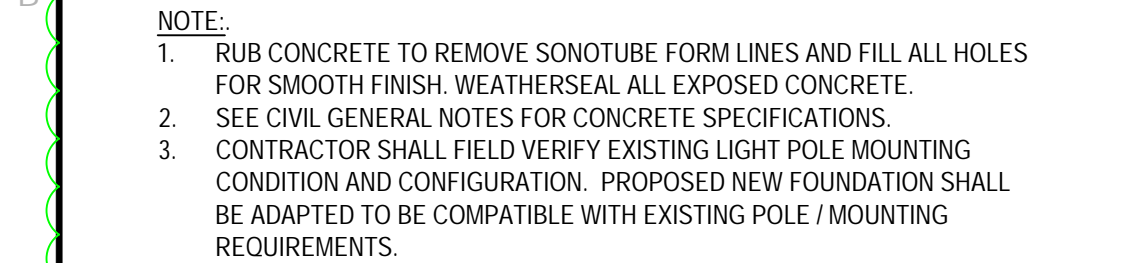 NOTE:.
1. RUB CONCRETE TO REMOVE SONOTUBE FORM LINES AND FILL ALL HOLES
FOR SMOOTH FINISH. WEATHERSEAL ALL EXPOSED CONCRETE.
2. SEE CIVIL GENERAL NOTES FOR CONCRETE SPECIFICATIONS.
3. CONTRACTOR SHALL FIELD VERIFY EXISTING LIGHT POLE MOUNTING
CONDITION AND CONFIGURATION. PROPOSED NEW FOUNDATION SHALL
BE ADAPTED TO BE COMPATIBLE WITH EXISTING POLE / MOUNTING
REQUIREMENTS.